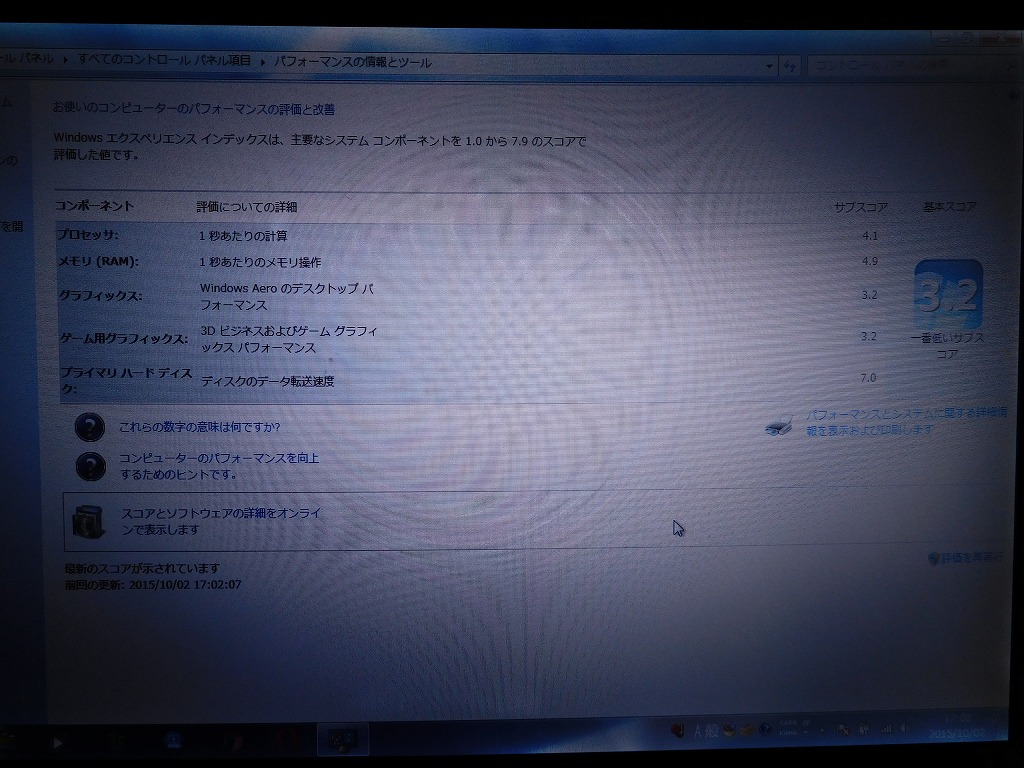 ール パネル ▸ すべてのコントロール パネル項目 ▸ パフォーマンスの情報とツール
ム
お使いのコンピューターのパフォーマンスの評価と改善
Windows エクスペリエンス インデックスは、主要なシステム コンポーネントを 1.0 から 7.9 のスコアで
評価した値です。
ンの
コンポーネント 評価についての詳細 サブスコア 基本スコア
を開
プロセッサ: 1 秒あたりの計算 4.1
メモリ (RAM): 1 秒あたりのメモリ操作 4.9
グラフィックス: Windows Aero のデスクトップ パ
フォーマンス 3.2
3.2
ゲーム用グラフィックス: 3D ビジネスおよびゲーム グラフィ
ックス パフォーマンス 3.2
一番低いサブス
コア
プライマリ ハード ディス
ク: ディスクのデータ転送速度 7.0
これらの数字の意味は何ですか?
パフォーマンスとシステムに関する詳細情
報を表示および印刷します
コンピューターのパフォーマンスを向上
するためのヒントです。
スコアとソフトウェアの詳細をオンライ
ンで表示します
評価を再実行
最新のスコアが示されています
前回の更新: 2015/10/02 17:02:07
A 般
2015/10/02